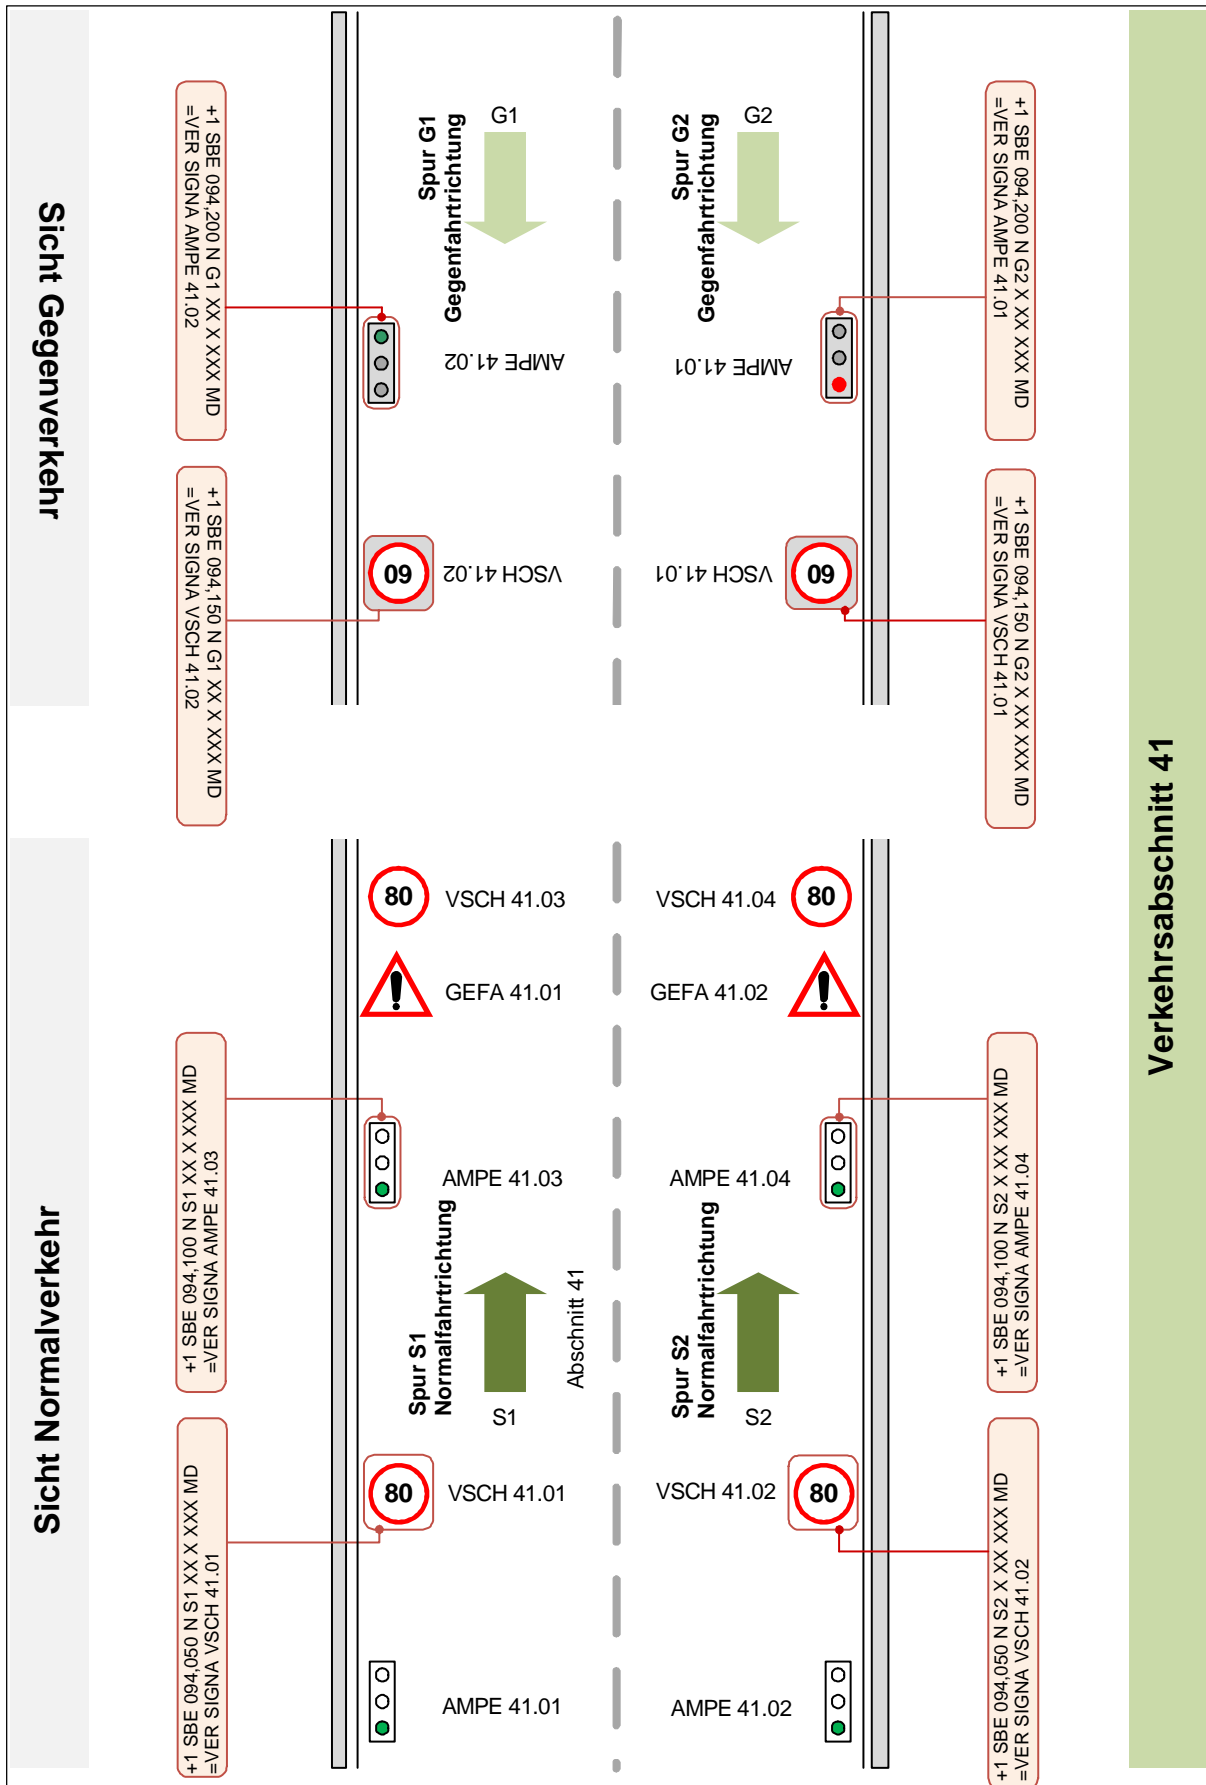 Sicht Gegenverkehr
+1 SBE 094,200 N G1 XX X XXX MD
=VER SIGNA AMPE 41.02
G1
Spur G1
Gegenfahrtrichtung
G2
Spur G2
Gegenfahrtrichtung
+1 SBE 094,200 N G2 X XX XXX MD
=VER SIGNA AMPE 41.01
AMPE 41.02
AMPE 41.01
+1 SBE 094,150 N G1 XX X XXX MD
=VER SIGNA VSCH 41.02
60
VSCH 41.02
VSCH 41.01
60
+1 SBE 094,150 N G2 X XX XXX MD
=VER SIGNA VSCH 41.01
Verkehrsabschnitt 41
Sicht Normalverkehr
80
VSCH 41.03
VSCH 41.04
80
GEFA 41.01
GEFA 41.02
+1 SBE 094,100 N S1 XX X XXX MD
=VER SIGNA AMPE 41.03
AMPE 41.03
AMPE 41.04
+1 SBE 094,100 N S2 X XX XXX MD
=VER SIGNA AMPE 41.04
Spur S1
Normalfahrtrichtung
S1
Abschnitt 41
Spur S2
Normalfahrtrichtung
S2
+1 SBE 094,050 N S1 XX X XXX MD
=VER SIGNA VSCH 41.01
80
VSCH 41.01
VSCH 41.02
80
+1 SBE 094,050 N S2 X XX XXX MD
=VER SIGNA VSCH 41.02
AMPE 41.01
AMPE 41.02